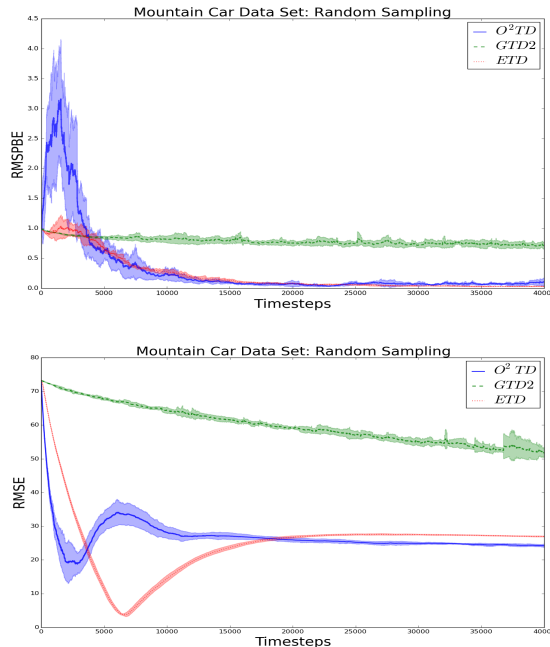 Mountain Car Data Set: Random Sampling
4.5
4.0
3.5
3.0
2.5
2.0
1.5
1.0
0.5
0.0
RMSPBE
O²TD
GTD2
ETD
0 5000 10000 15000 20000 25000 30000 35000 40000
Timesteps
Mountain Car Data Set: Random Sampling
80
70
60
50
40
30
20
10
0
RMSE
O² TD
GTD2
ETD
0 5000 10000 15000 20000 25000 30000 35000 40000
Timesteps